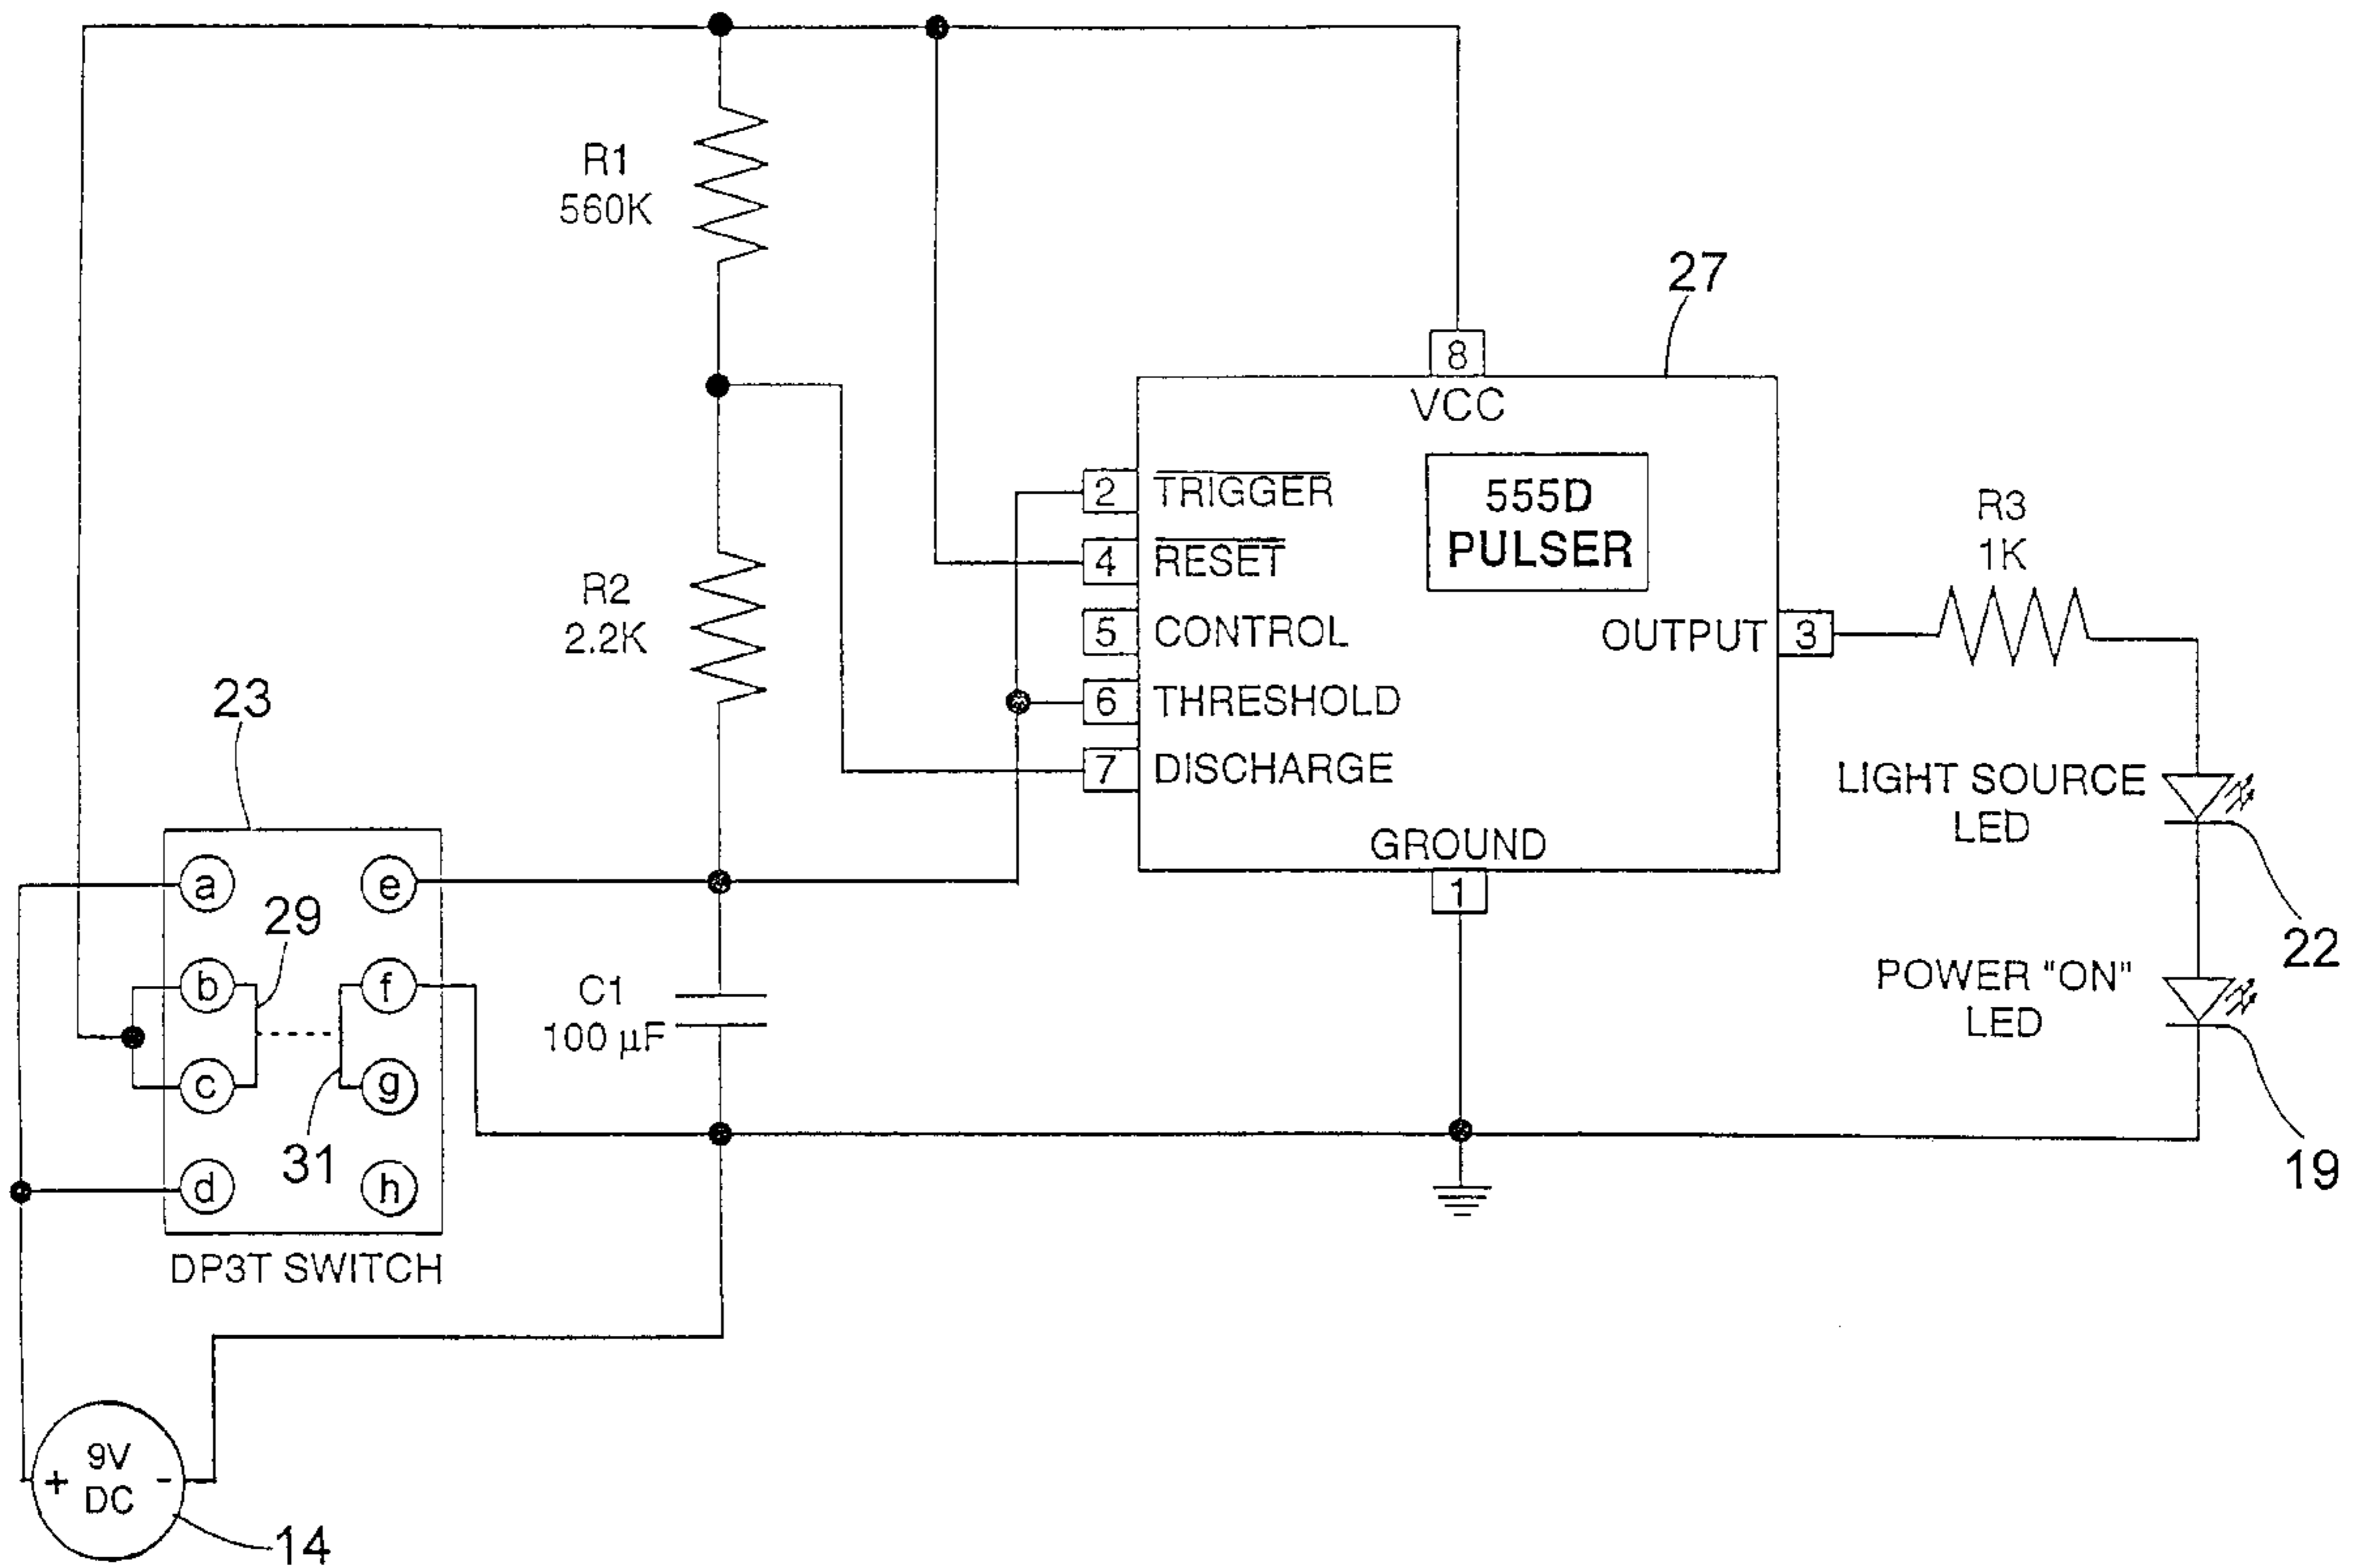 R1
560K
27
8
VCC
2
TRIGGER
555D
PULSER
4
RESET
R3
1K
R2
2.2K
5
CONTROL
OUTPUT
3
6
THRESHOLD
23
7
DISCHARGE
LIGHT SOURCE
LED
GROUND
1
a
e
29
22
b
f
C1
100 µF
POWER "ON"
LED
c
g
31
19
d
h
DP3T SWITCH
9V
+
-
DC
14